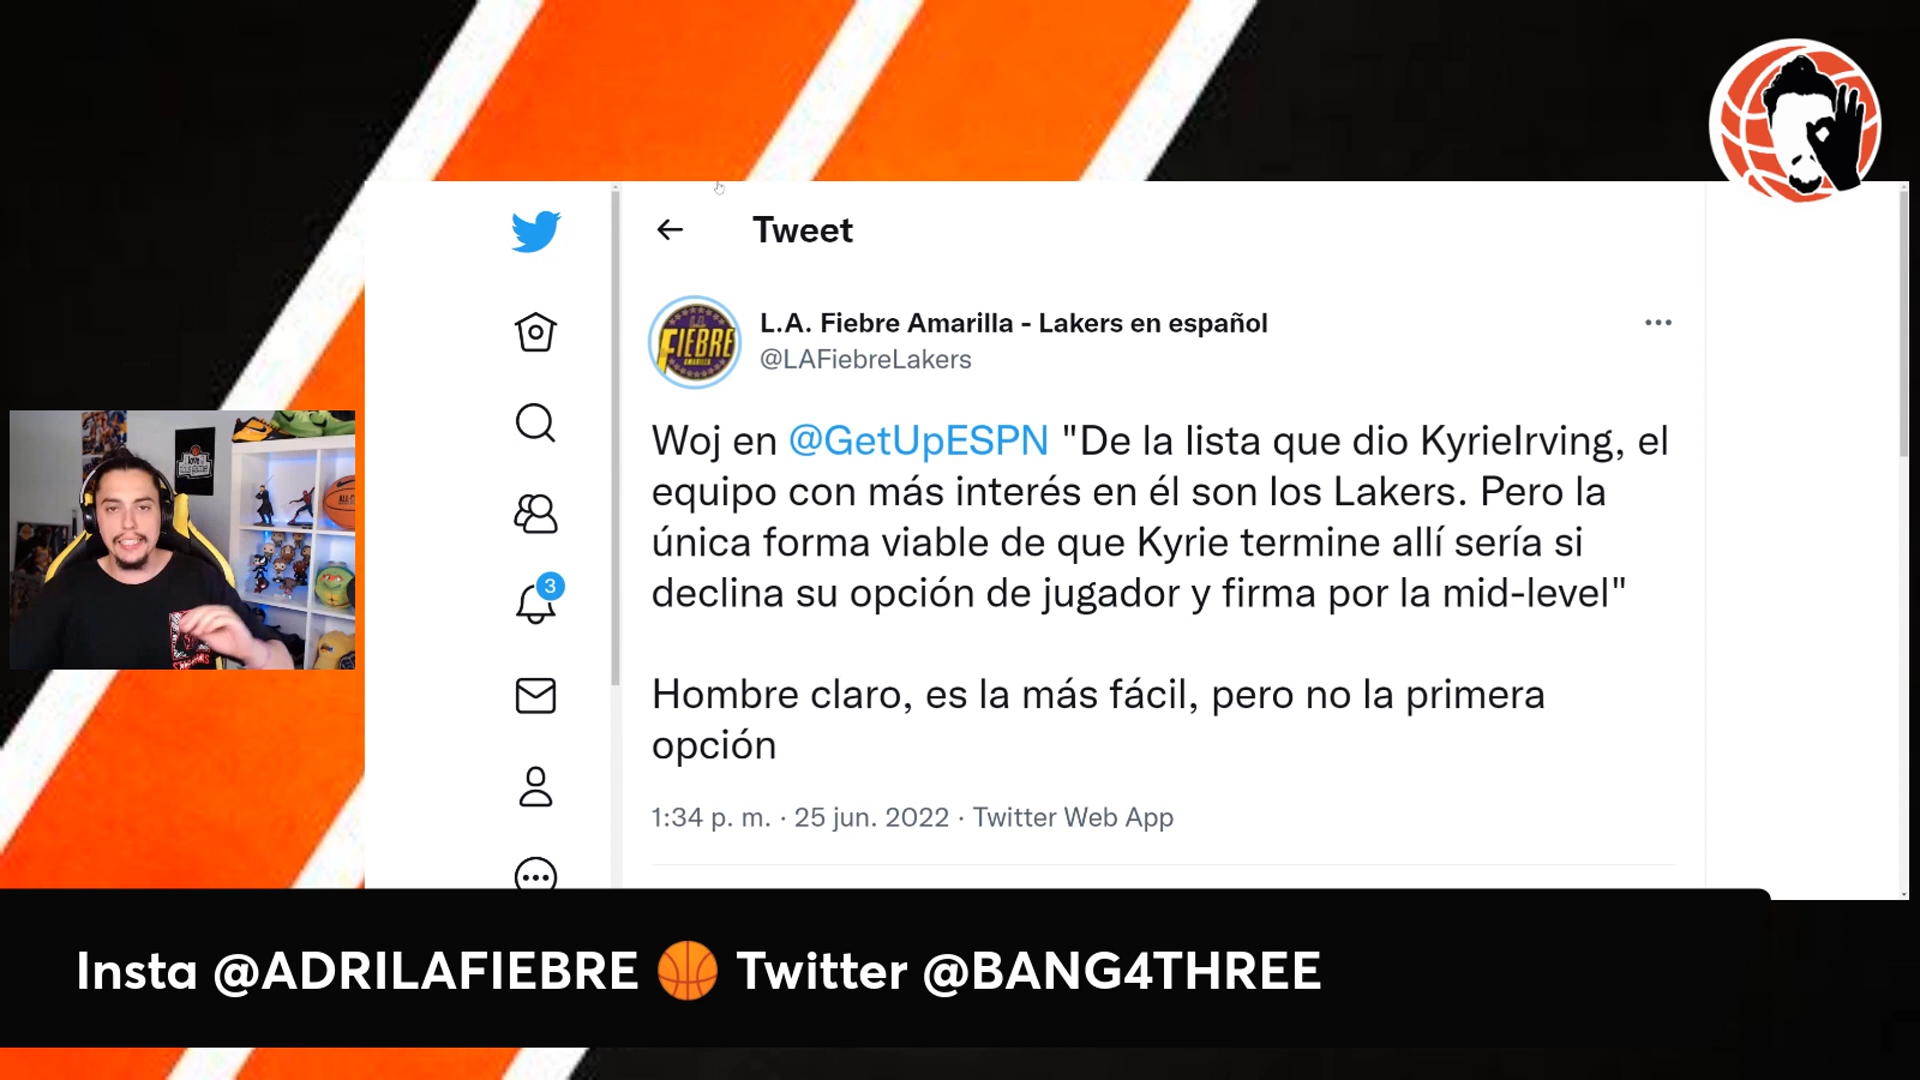 Tweet
L.A. Fiebre Amarilla - Lakers en español
@LAFiebreLakers
FIEBRE
Woj en @GetUpESPN "De la lista que dio KyrieIrving, el
equipo con más interés en él son los Lakers. Pero la
única forma viable de que Kyrie termine allí sería si
declina su opción de jugador y firma por la mid-level"
3
Hombre claro, es la más fácil, pero no la primera
opción
1:34 p. m. · 25 jun. 2022 · Twitter Web App
Insta @ADRILAFIEBRE 🏀 Twitter @BANG4THREE